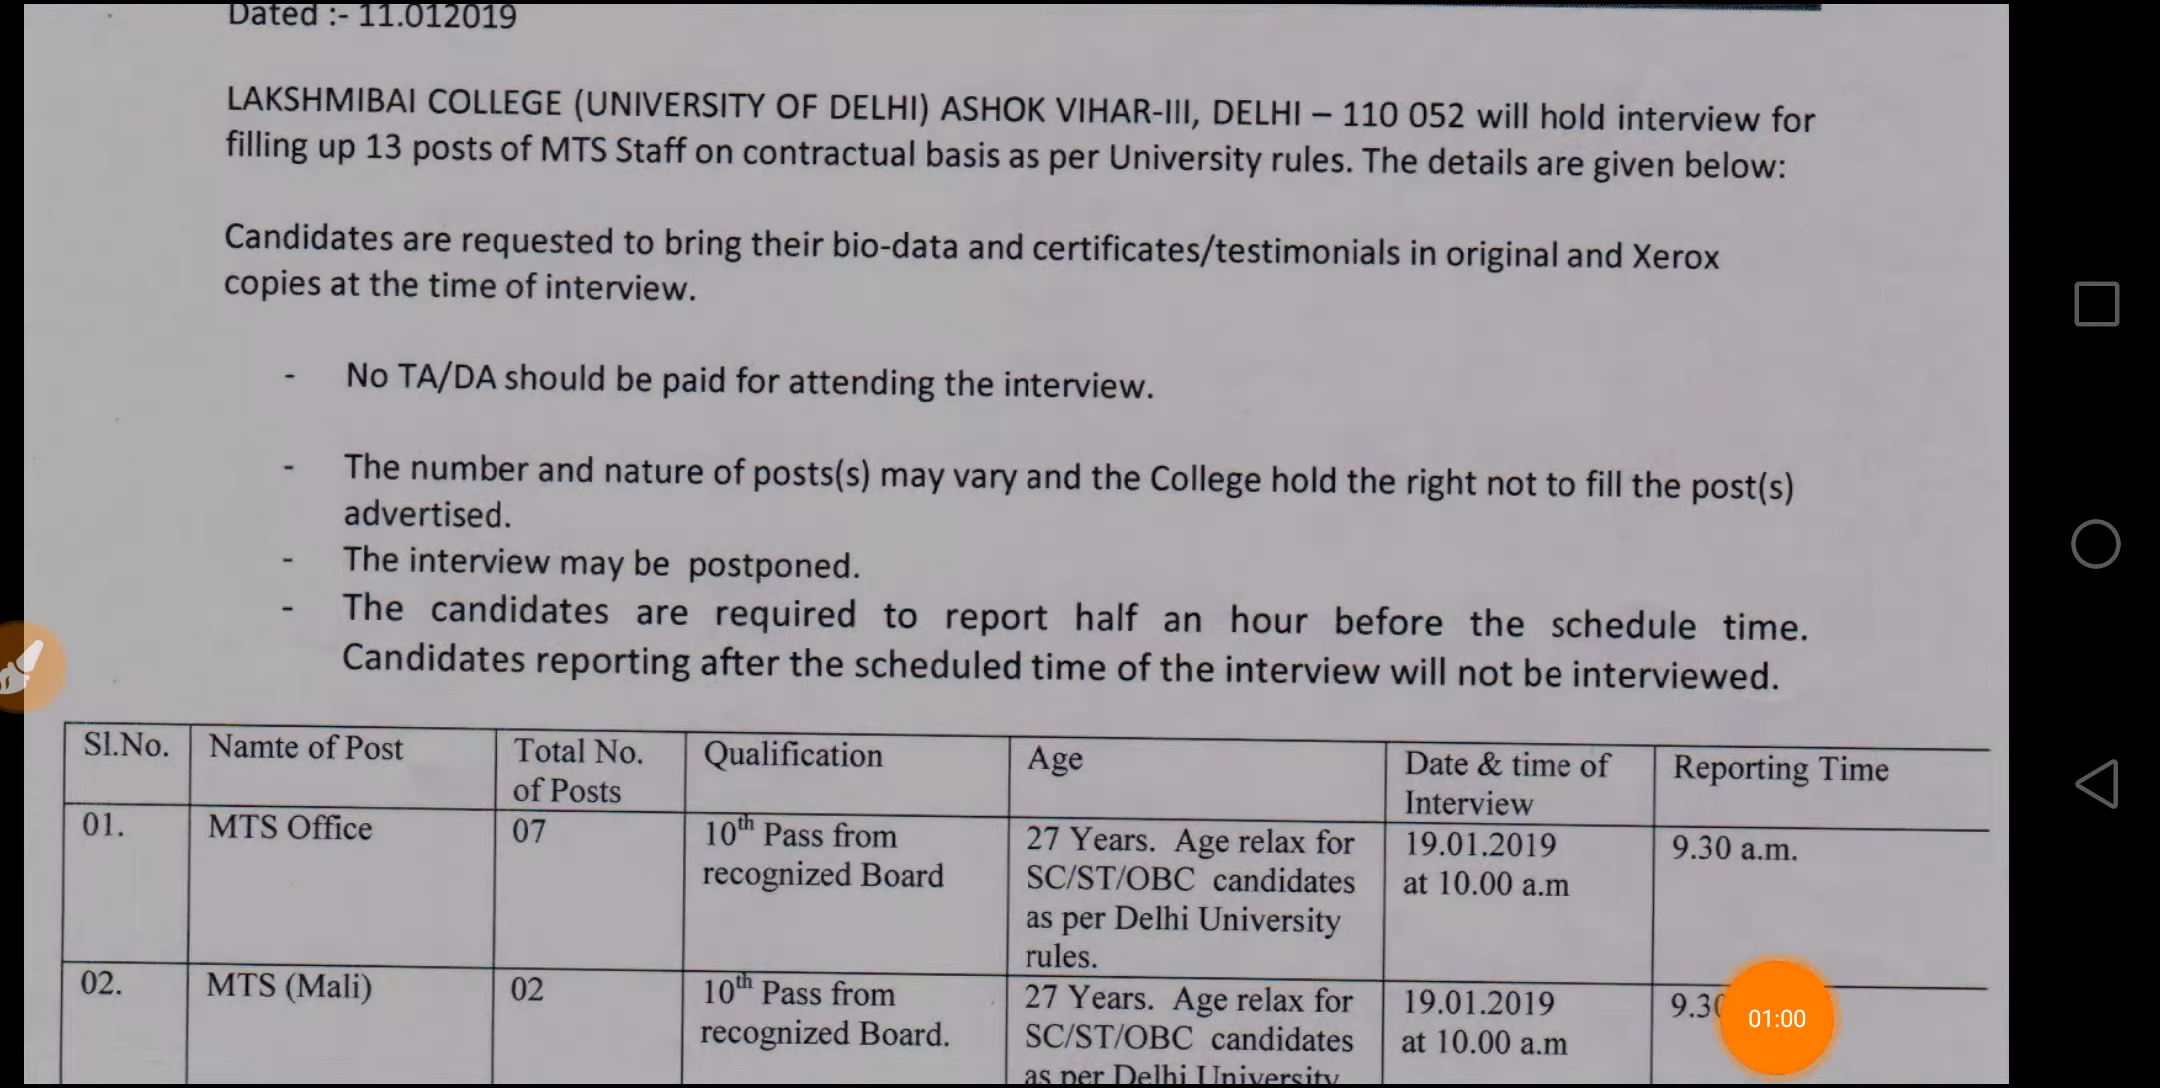 Dated :- 11.012019
LAKSHMIBAI COLLEGE (UNIVERSITY OF DELHI) ASHOK VIHAR-III, DELHI – 110 052 will hold interview for
filling up 13 posts of MTS Staff on contractual basis as per University rules. The details are given below:
Candidates are requested to bring their bio-data and certificates/testimonials in original and Xerox
copies at the time of interview.
- No TA/DA should be paid for attending the interview.
- The number and nature of posts(s) may vary and the College hold the right not to fill the post(s)
advertised.
- The interview may be postponed.
- The candidates are required to report half an hour before the schedule time.
Candidates reporting after the scheduled time of the interview will not be interviewed.
Sl.No. Namte of Post Total No. Qualification Age Date & time of Reporting Time
of Posts Interview
01. MTS Office 07 10th Pass from 27 Years. Age relax for 19.01.2019 9.30 a.m.
recognized Board SC/ST/OBC candidates at 10.00 a.m
as per Delhi University
rules.
02. MTS (Mali) 02 10th Pass from 27 Years. Age relax for 19.01.2019 9.30
recognized Board. SC/ST/OBC candidates at 10.00 a.m
as per Delhi University
01:00